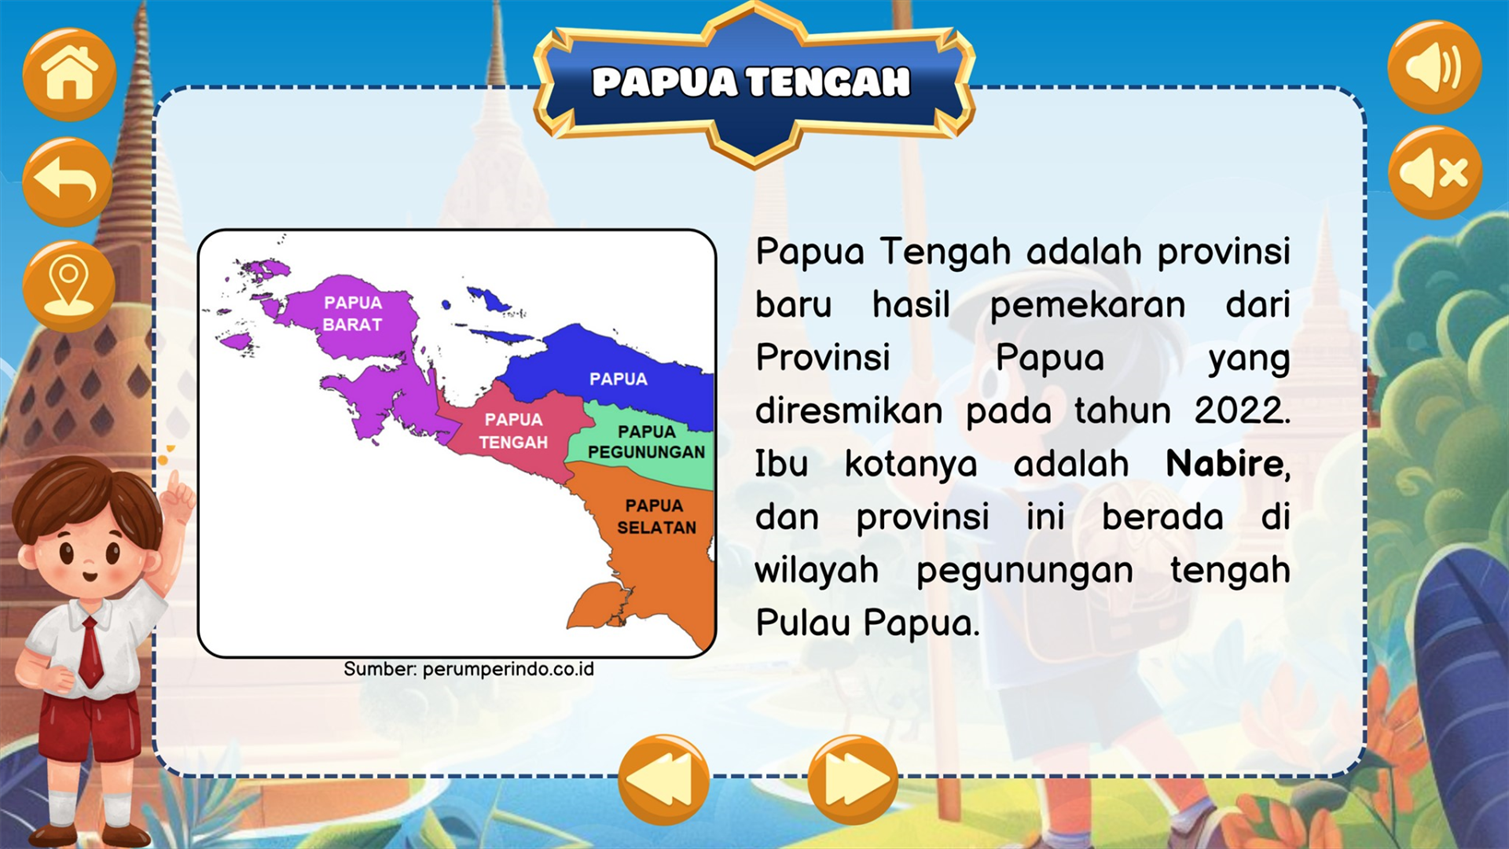 PAPUA TENGAH
PAPUA
BARAT
PAPUA
PAPUA
TENGAH
PAPUA
PEGUNUNGAN
PAPUA
SELATAN
Sumber: perumperindo.co.id
Papua Tengah adalah provinsi
baru hasil pemekaran dari
Provinsi Papua yang
diresmikan pada tahun 2022.
Ibu kotanya adalah Nabire,
dan provinsi ini berada di
wilayah pegunungan tengah
Pulau Papua.